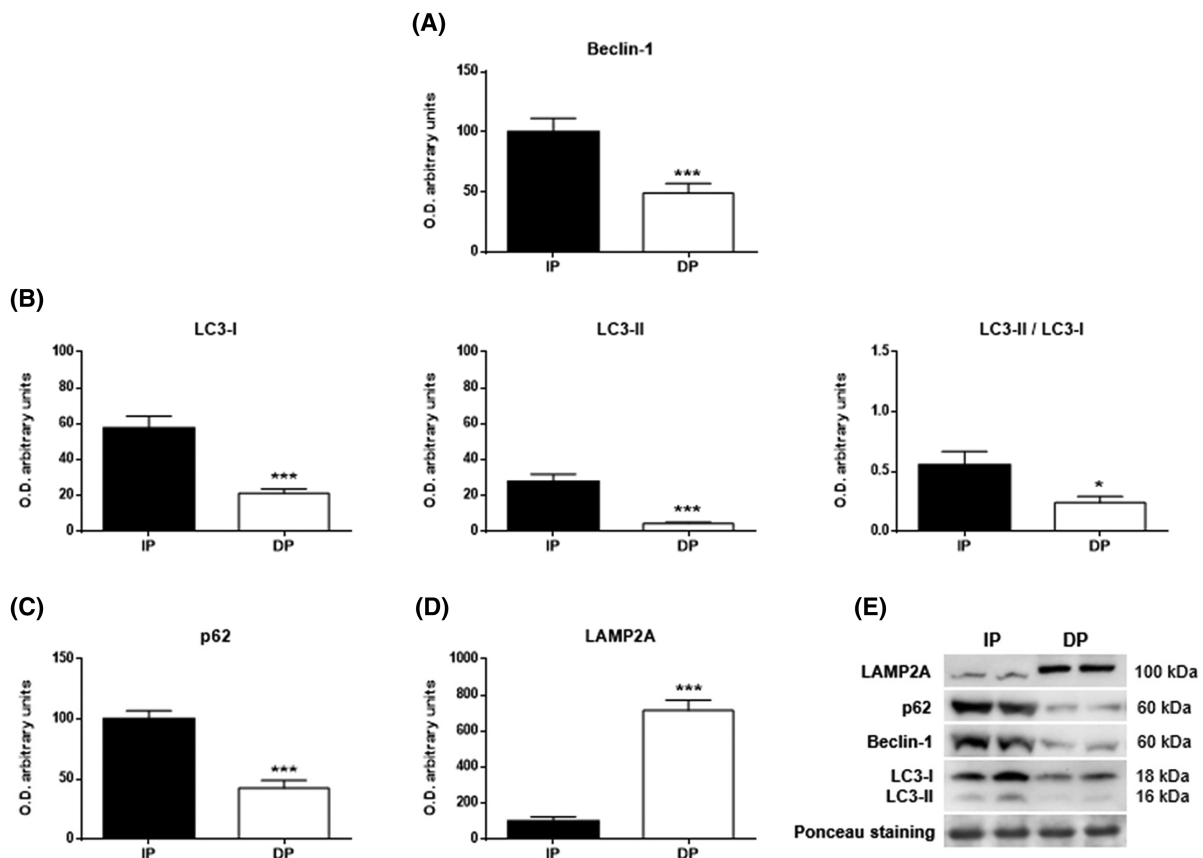 (A)
Beclin-1
O.D. arbitrary units
150
100
50
0
***
IP DP
(B)
LC3-I
O.D. arbitrary units
100
80
60
40
20
0
***
IP DP
LC3-II
O.D. arbitrary units
100
80
60
40
20
0
***
IP DP
LC3-II / LC3-I
O.D. arbitrary units
1.5
1.0
0.5
0.0
*
IP DP
(C)
p62
O.D. arbitrary units
150
100
50
0
***
IP DP
(D)
LAMP2A
O.D. arbitrary units
1000
800
600
400
200
0
***
IP DP
(E)
IP DP
LAMP2A 100 kDa
p62 60 kDa
Beclin-1 60 kDa
LC3-I 18 kDa
LC3-II 16 kDa
Ponceau staining